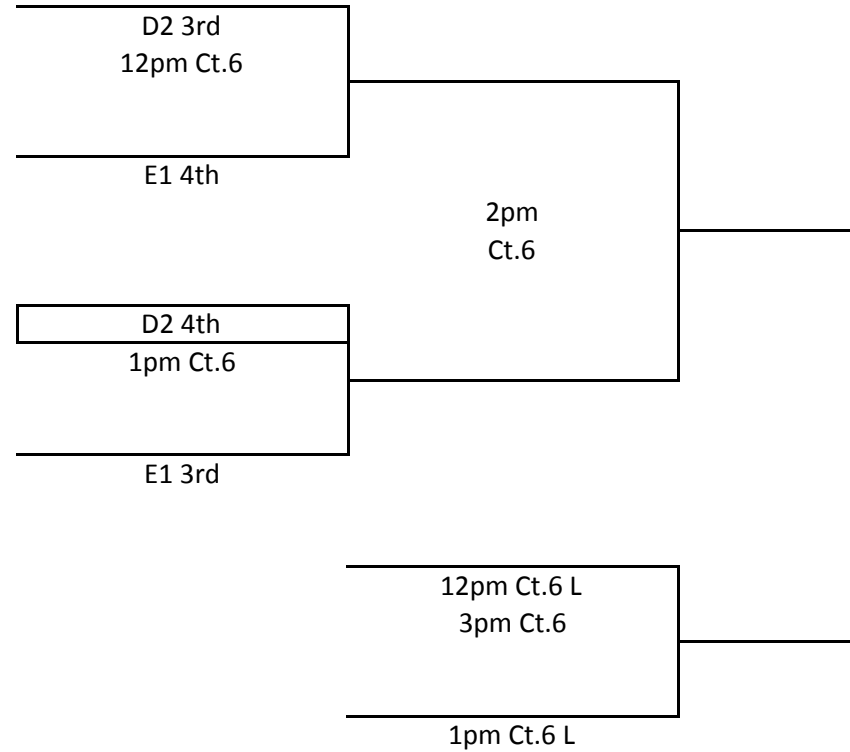 D2 3rd
12pm Ct.6
E1 4th
2pm
Ct.6
D2 4th
1pm Ct.6
E1 3rd
12pm Ct.6 L
3pm Ct.6
1pm Ct.6 L